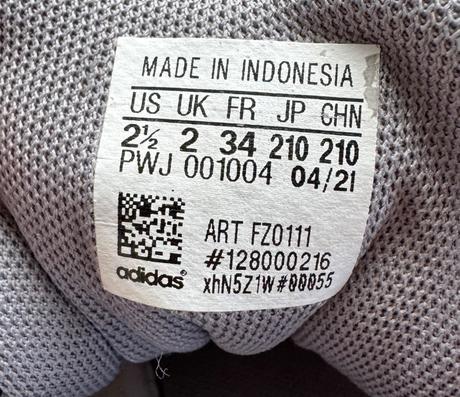 MADE IN INDONESIA
US UK FR JP CHN
2½ 2 34 210 210
PWJ 001004 04/21
ART FZ0111
#128000216
xhN5Z1W#00055
adidas®